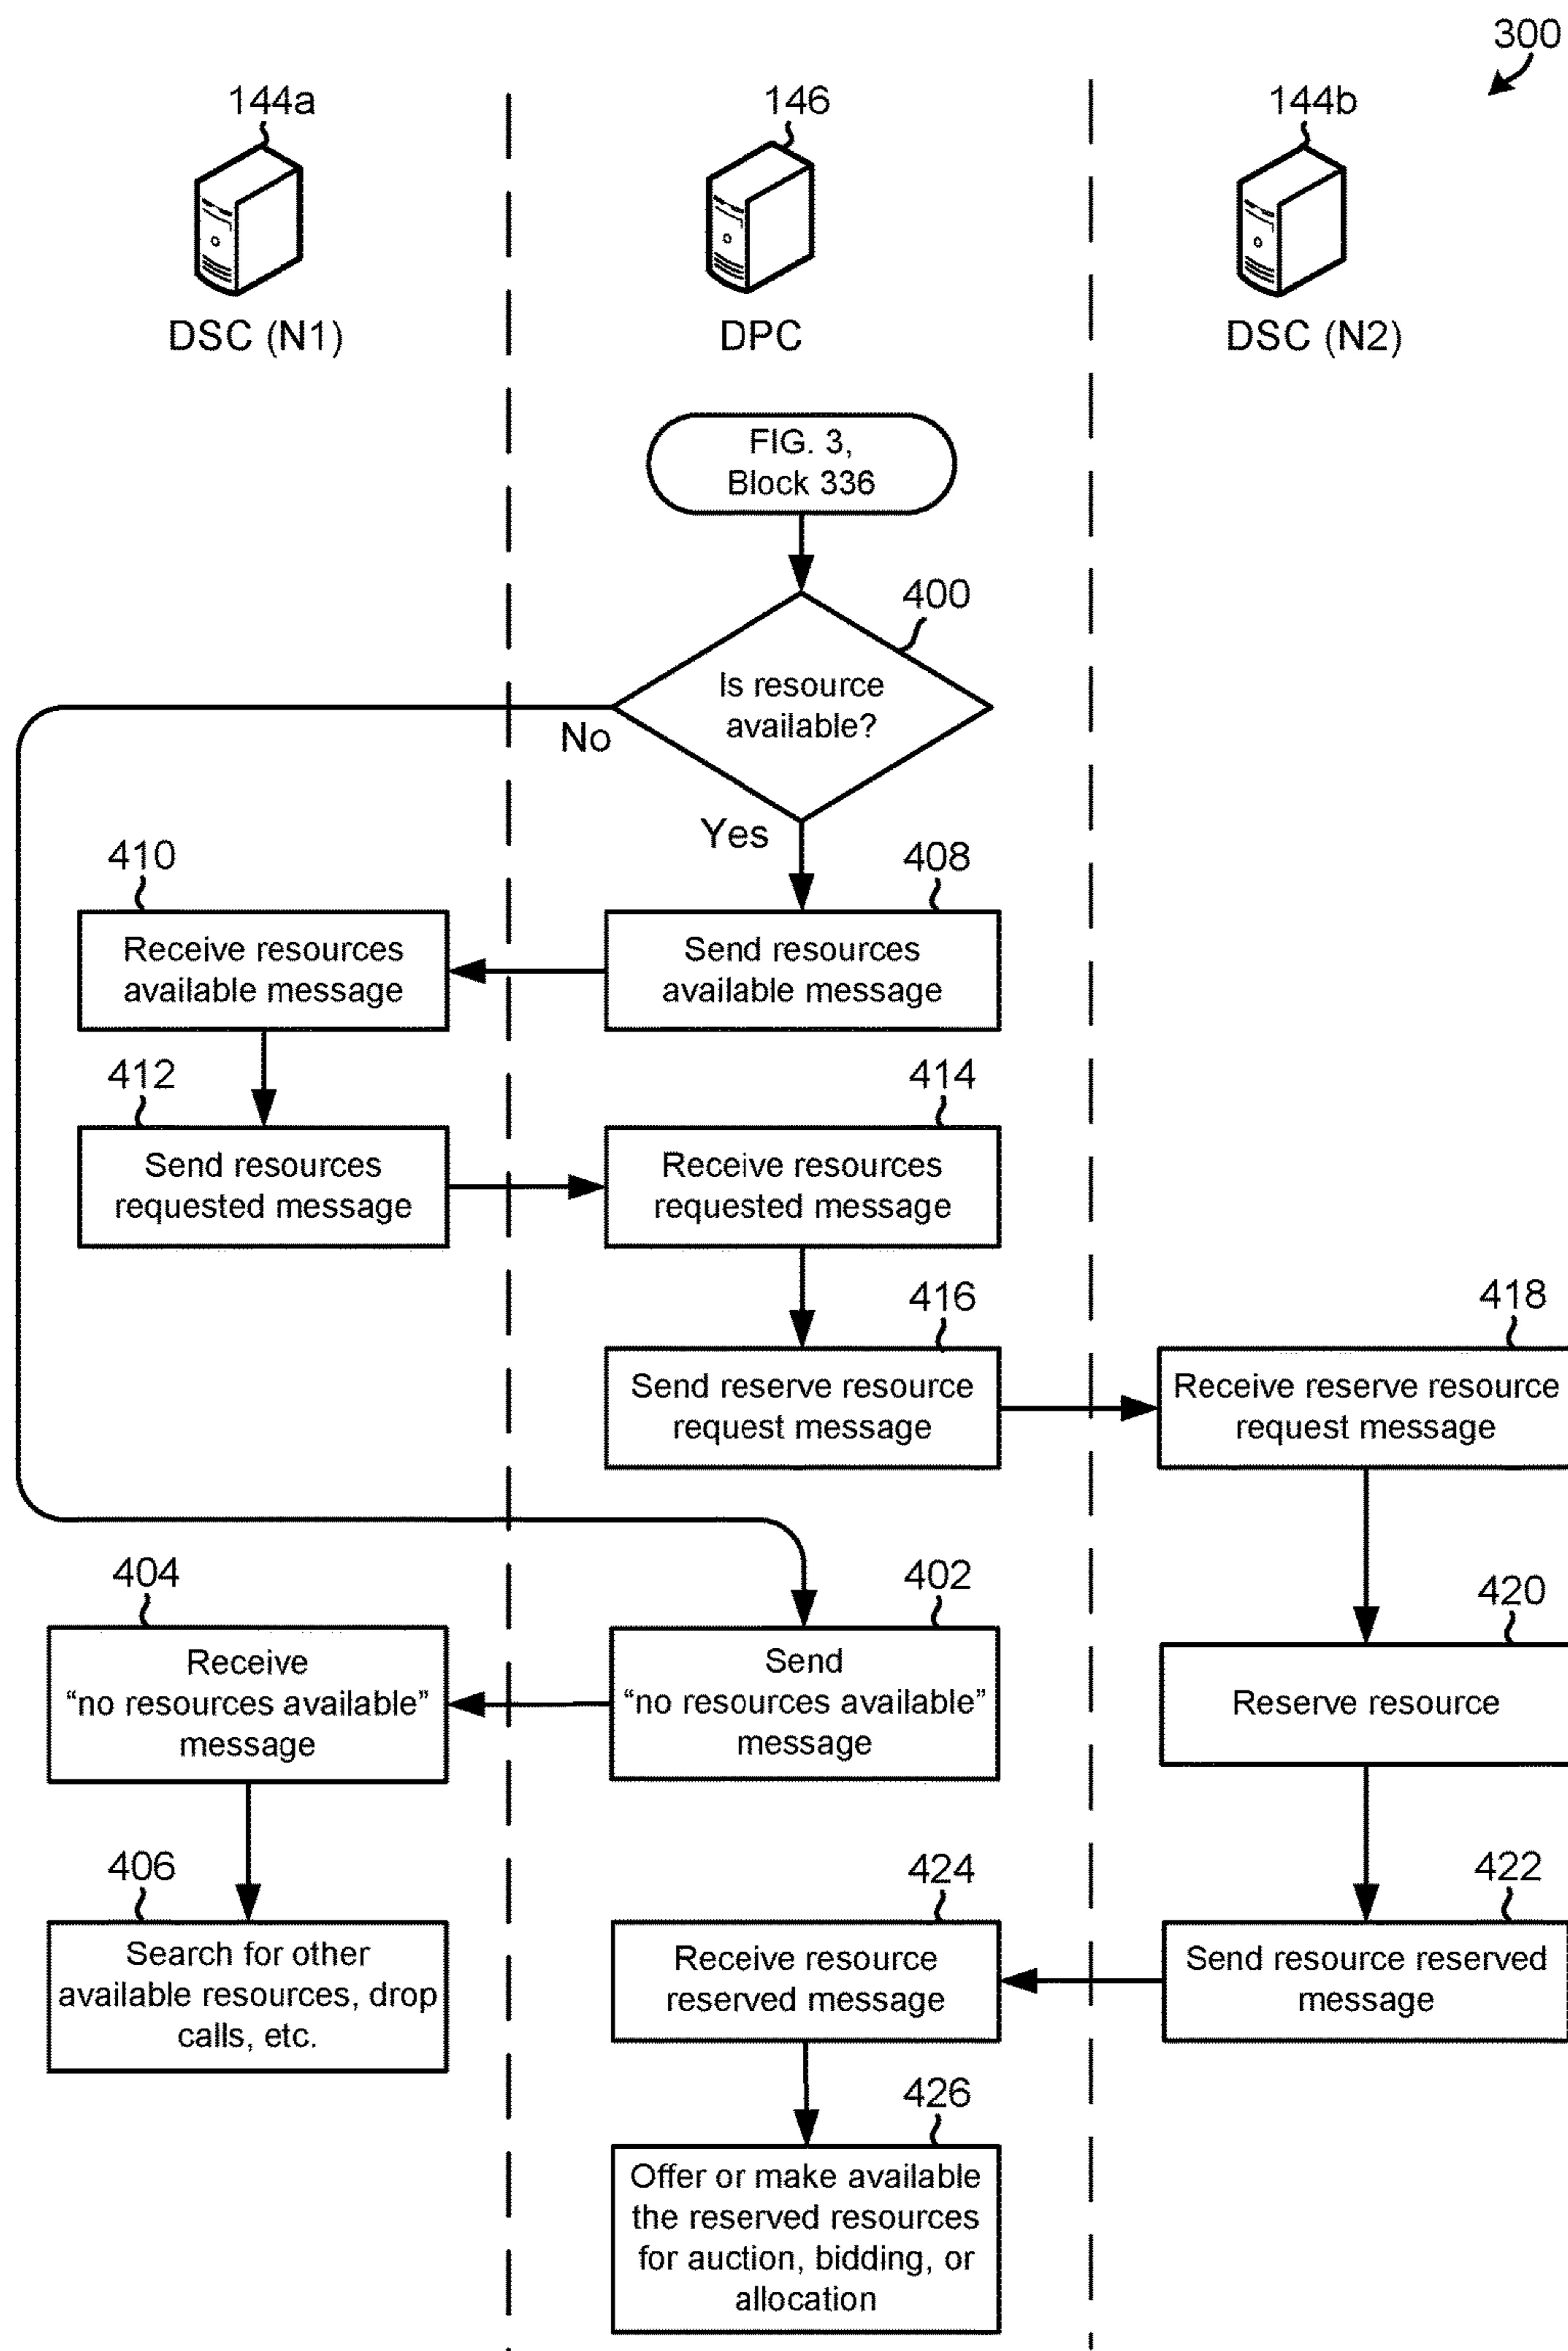 300
144a
146
144b
DSC (N1)
DPC
DSC (N2)
FIG. 3,
Block 336
400
Is resource
available?
No
Yes
410
408
Receive resources
available message
Send resources
available message
412
414
Send resources
requested message
Receive resources
requested message
416
418
Send reserve resource
request message
Receive reserve resource
request message
404
402
420
Receive
“no resources available”
message
Send
“no resources available”
message
Reserve resource
406
424
422
Search for other
available resources, drop
calls, etc.
Receive resource
reserved message
Send resource reserved
message
426
Offer or make available
the reserved resources
for auction, bidding, or
allocation